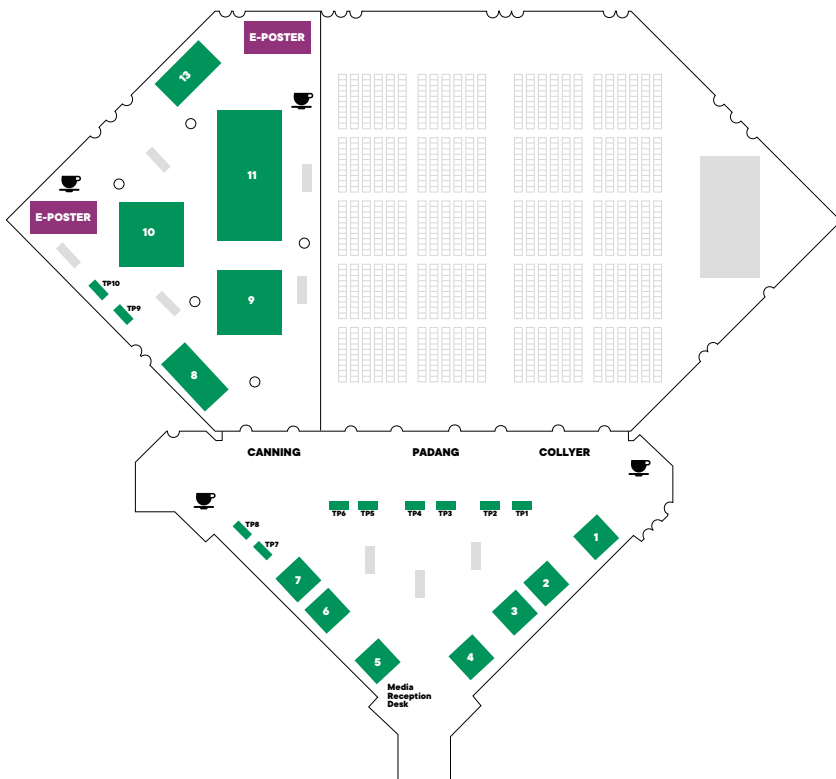 E-POSTER
13
11
E-POSTER
10
TP10
9
TP9
8
CANNING
PADANG
COLLYER
TP6
TP5
TP4
TP3
TP2
TP1
TP8
1
TP7
7
2
6
3
5
4
Media
Reception
Desk